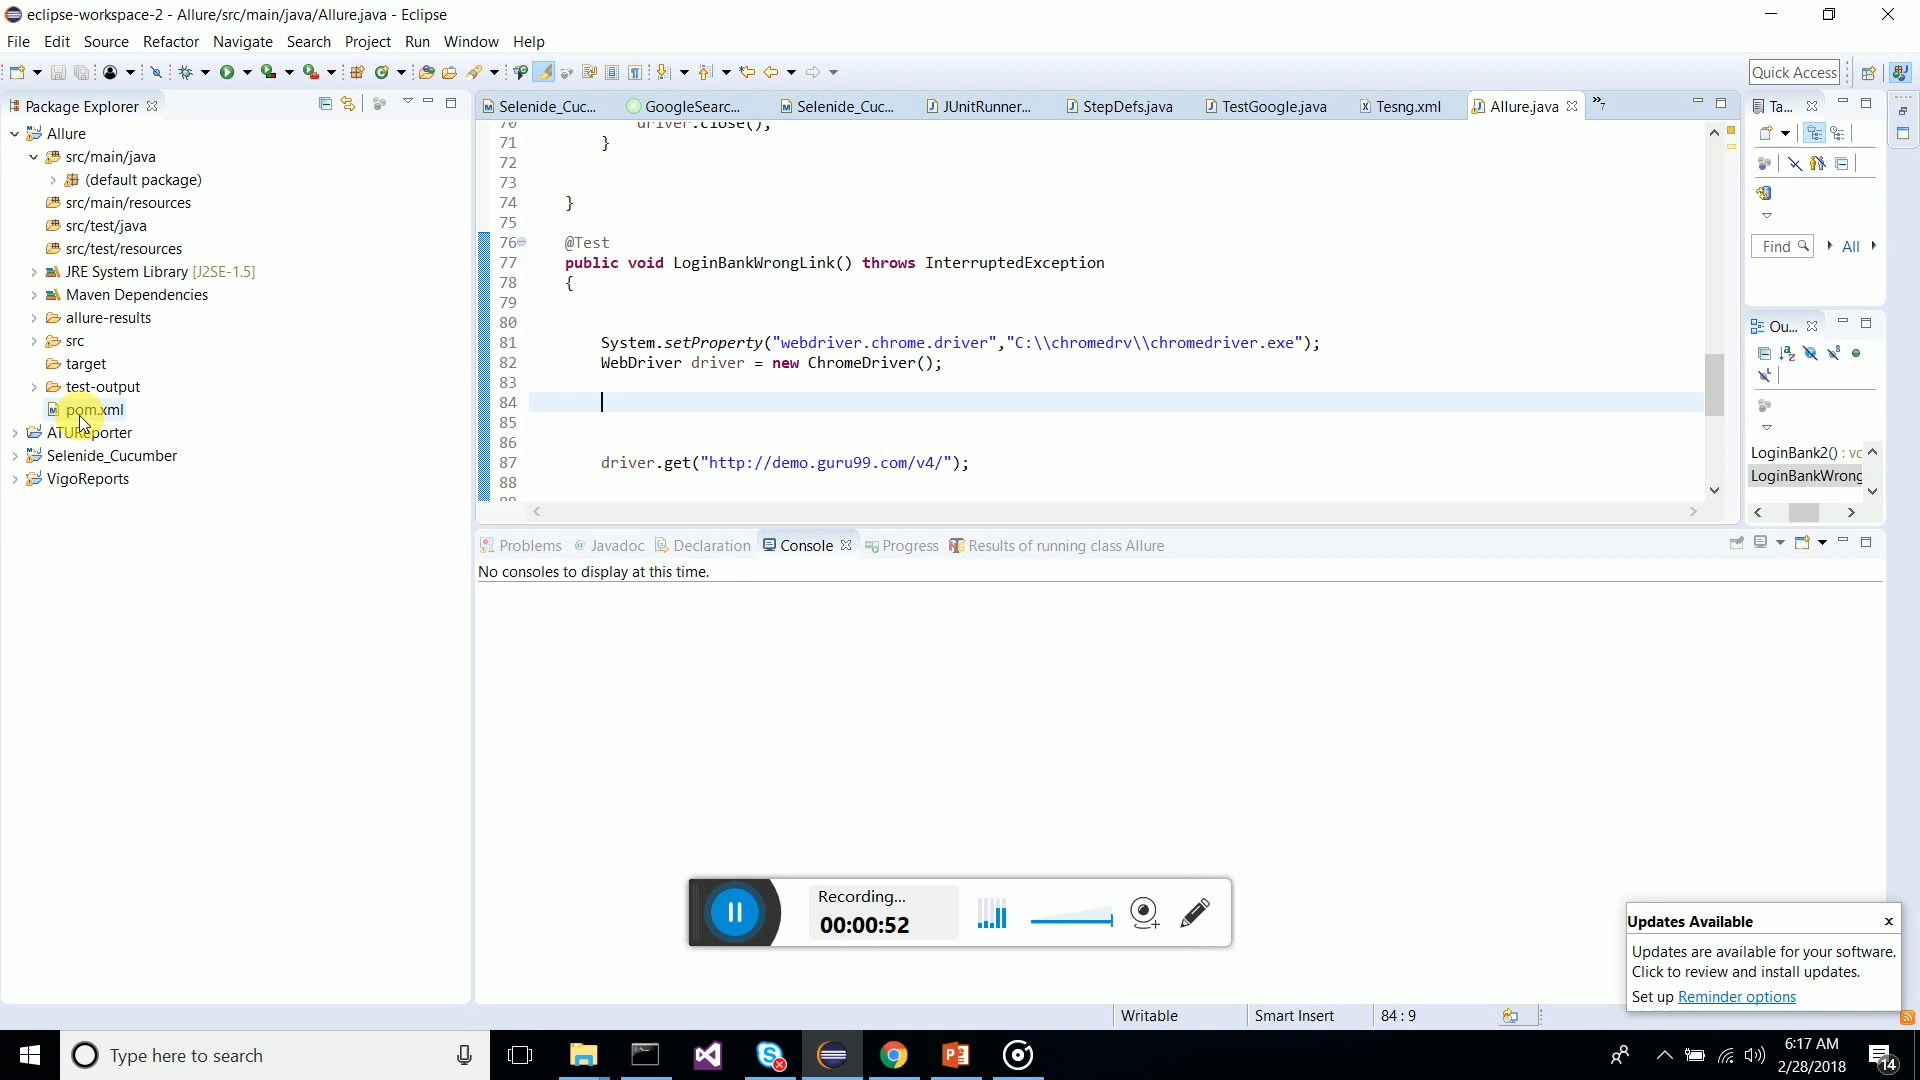 eclipse-workspace-2 - Allure/src/main/java/Allure.java - Eclipse
File Edit Source Refactor Navigate Search Project Run Window Help
Quick Access
Package Explorer
Allure
src/main/java
(default package)
src/main/resources
src/test/java
src/test/resources
JRE System Library [J2SE-1.5]
Maven Dependencies
allure-results
src
target
test-output
pom.xml
ATUReporter
Selenide_Cucumber
VigoReports
Selenide_Cuc... GoogleSearc... Selenide_Cuc... JUnitRunner... StepDefs.java TestGoogle.java Tesng.xml Allure.java »7
70 driver.close();
71 }
72
73
74 }
75
76 @Test
77 public void LoginBankWrongLink() throws InterruptedException
78 {
79
80
81 System.setProperty("webdriver.chrome.driver","C:\\chromedrv\\chromedriver.exe");
82 WebDriver driver = new ChromeDriver();
83
84
85
86
87 driver.get("http://demo.guru99.com/v4/");
88
89
Ta...
Find All
Ou...
LoginBank2() : vo
LoginBankWrong
Problems @ Javadoc Declaration Console Progress Results of running class Allure
No consoles to display at this time.
Recording...
00:00:52
Updates Available x
Updates are available for your software.
Click to review and install updates.
Set up Reminder options
Writable Smart Insert 84 : 9
Type here to search
6:17 AM
2/28/2018
14